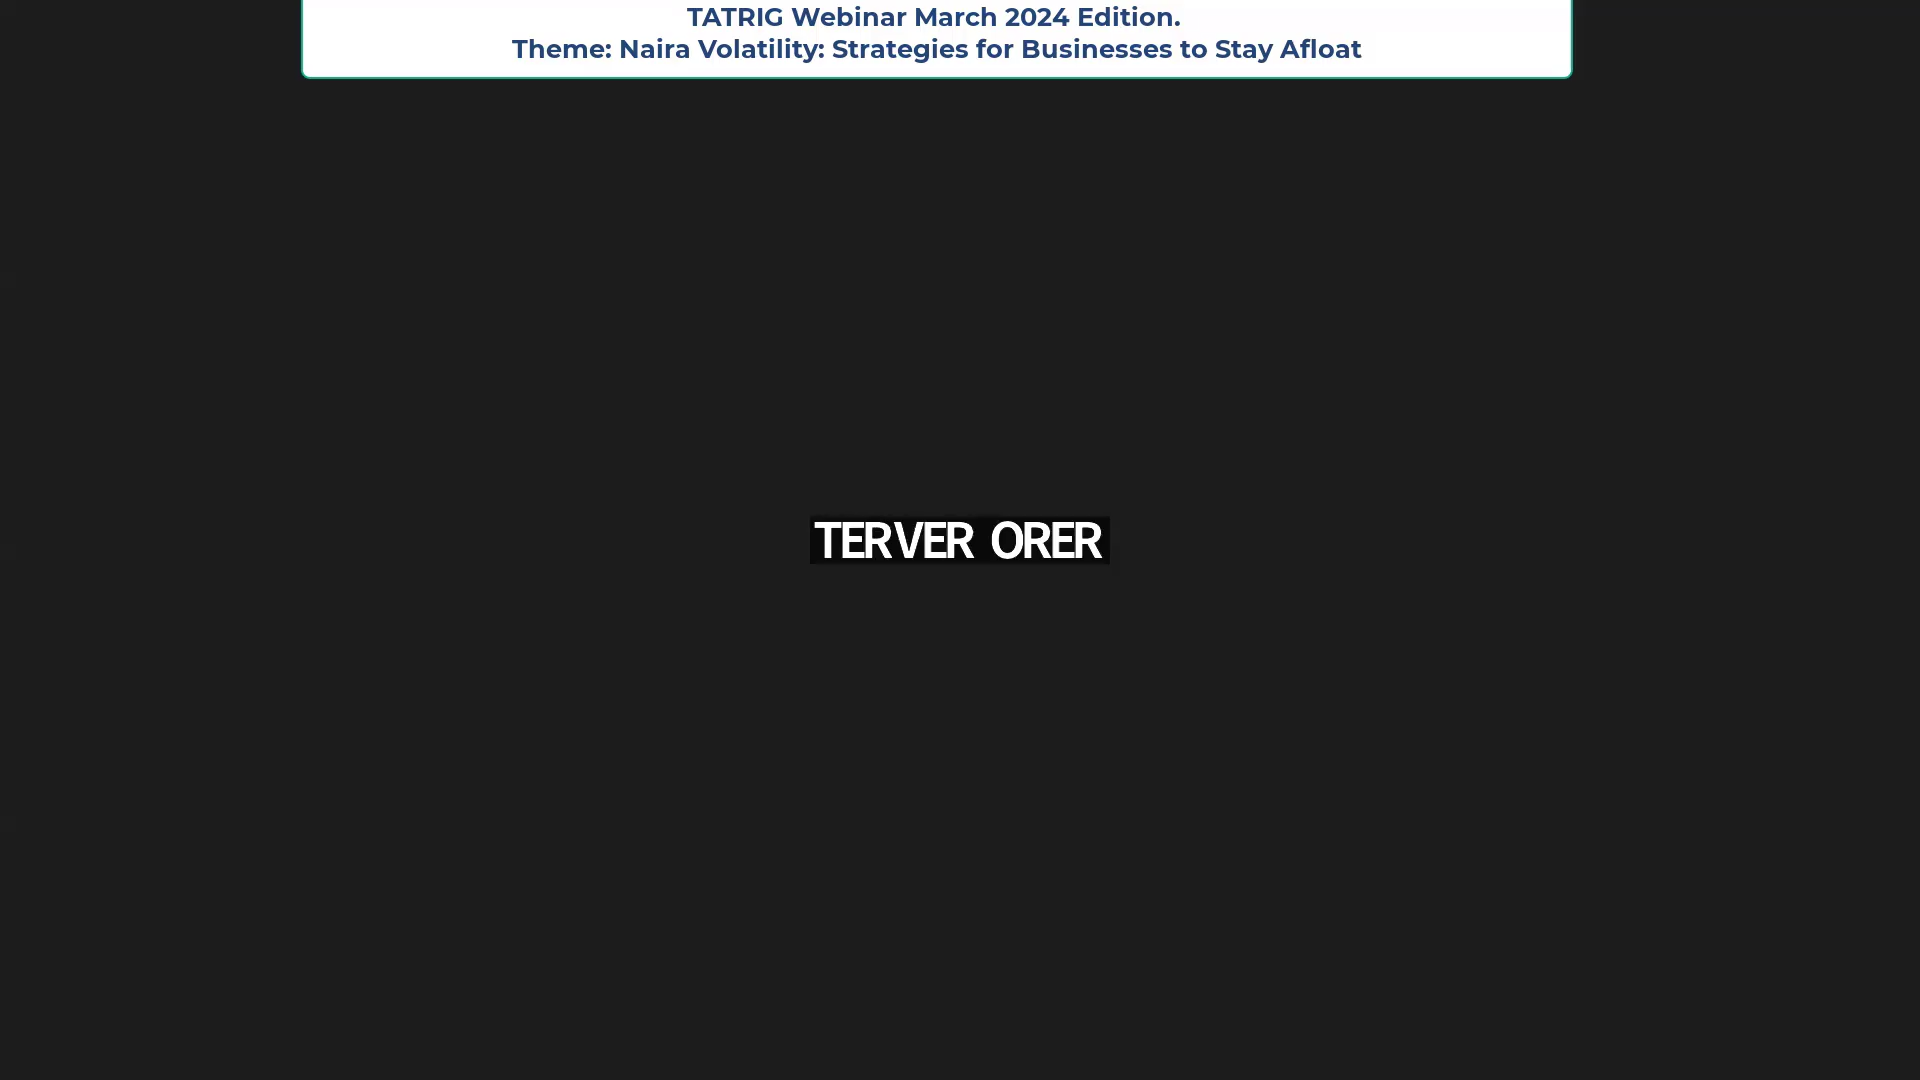 TATRIG Webinar March 2024 Edition.
Theme: Naira Volatility: Strategies for Businesses to Stay Afloat
TERVER ORER